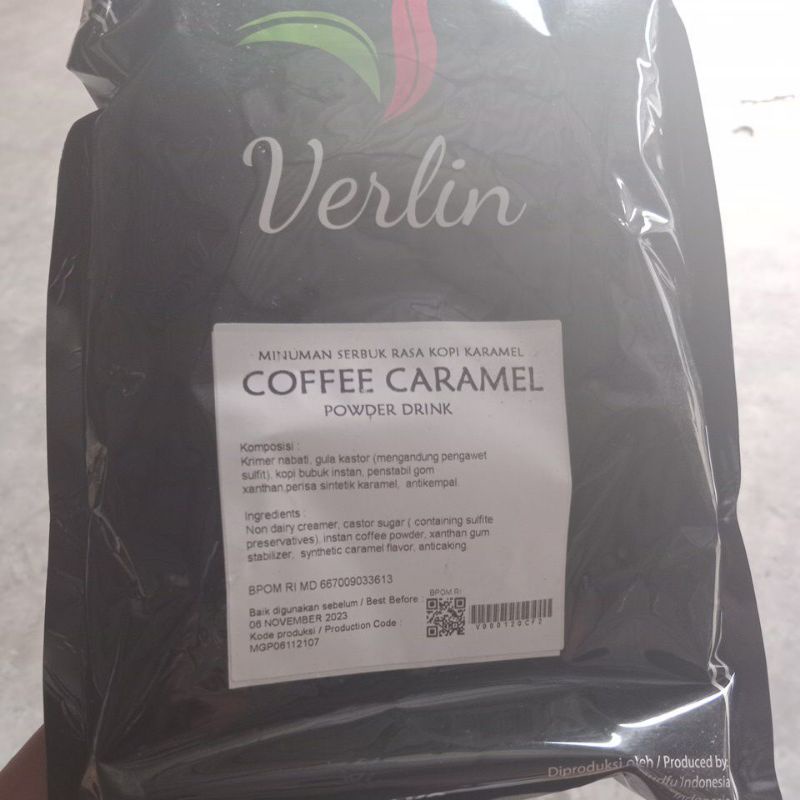 Verlin
MINUMAN SERBUK RASA KOPI KARAMEL
COFFEE CARAMEL
POWDER DRINK
Komposisi :
Krimer nabati, gula kastor (mengandung pengawet
sulfit), kopi bubuk instan, penstabil gom
xanthan,perisa sintetik karamel, antikempal.
Ingredients :
Non dairy creamer, castor sugar ( containing sulfite
preservatives), instan coffee powder, xanthan gum
stabilizer, synthetic caramel flavor, anticaking.
BPOM RI MD 667009033613
Baik digunakan sebelum / Best Before :
06 NOVEMBER 2023
Kode produksi / Production Code :
MGP06112107
BPOM RI
Diproduksi oleh / Produced by
Indonesia